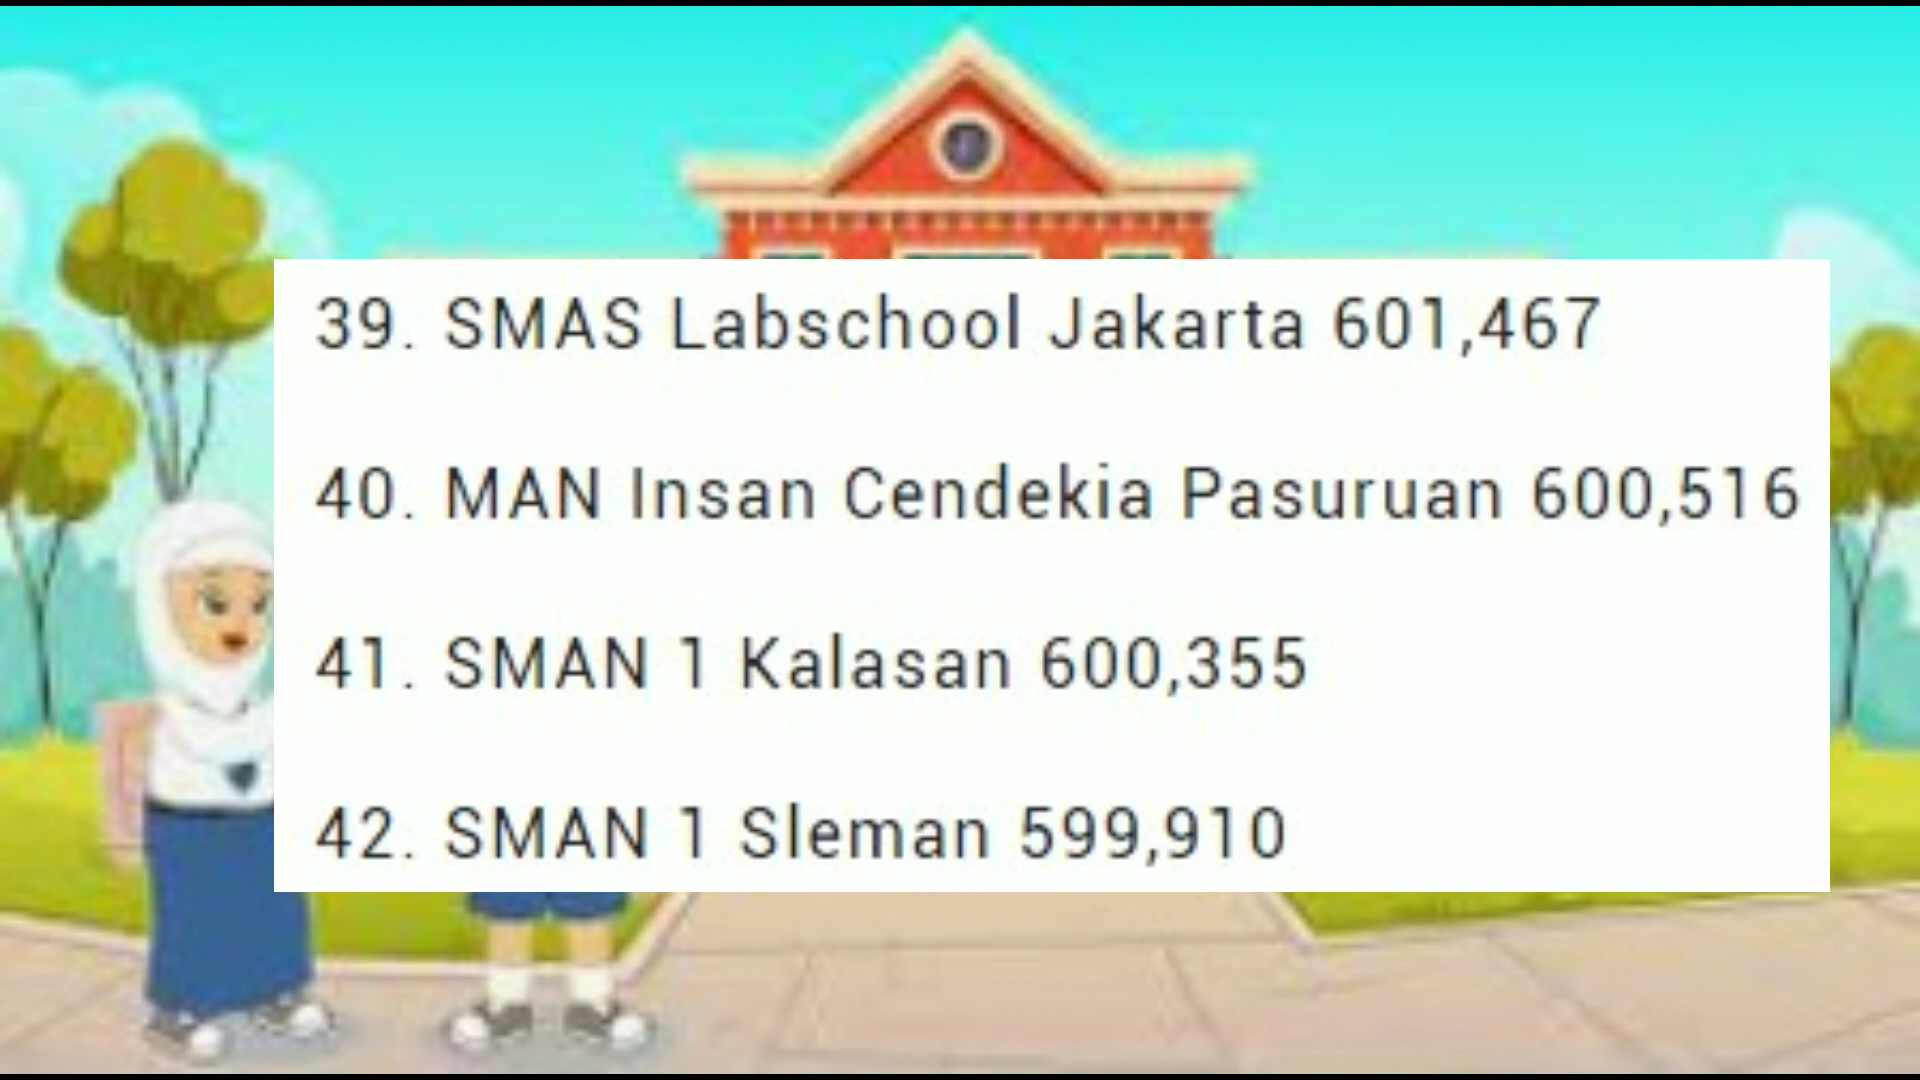 39. SMAS Labschool Jakarta 601,467
40. MAN Insan Cendekia Pasuruan 600,516
41. SMAN 1 Kalasan 600,355
42. SMAN 1 Sleman 599,910